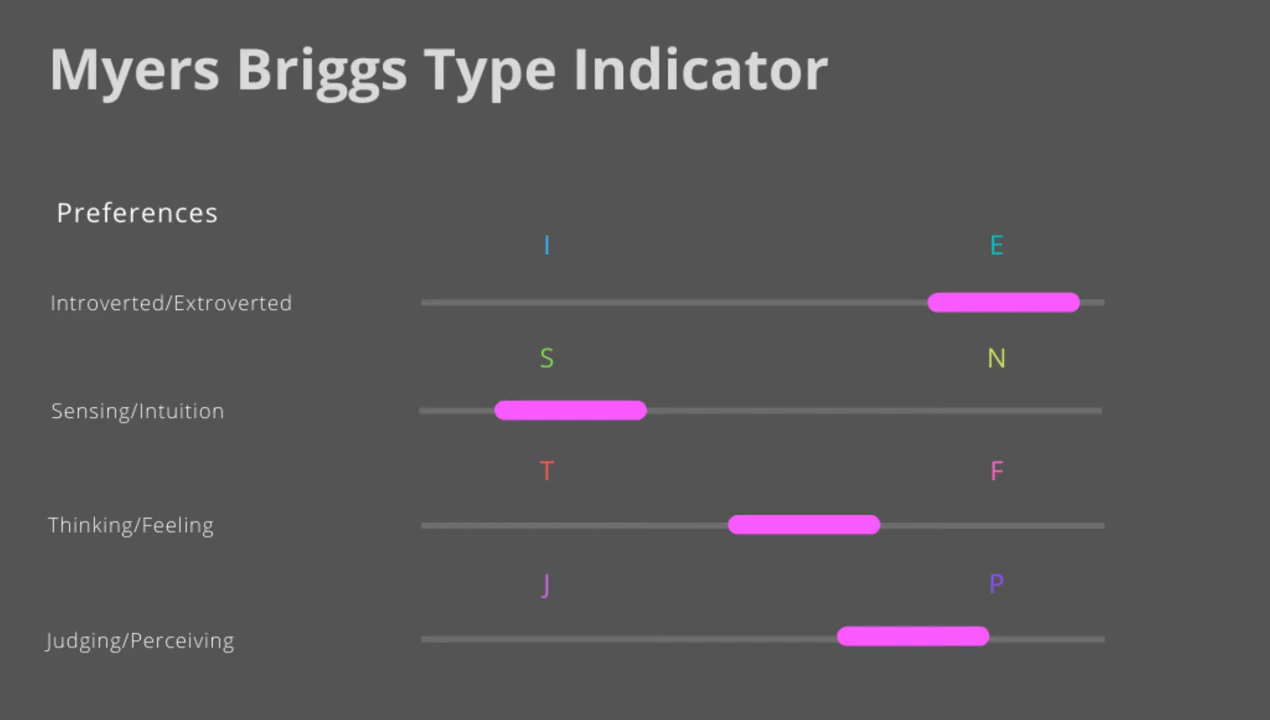 Myers Briggs Type Indicator
Preferences
I E
Introverted/Extroverted
S N
Sensing/Intuition
T F
Thinking/Feeling
J P
Judging/Perceiving